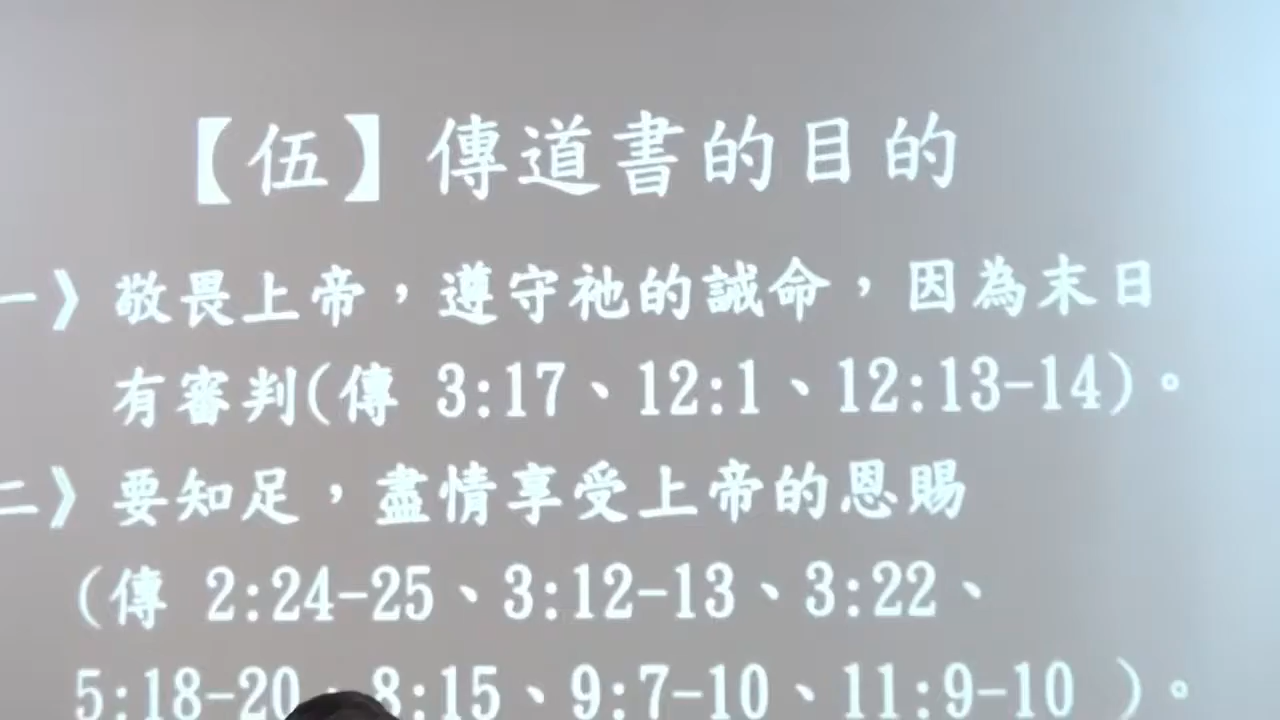 【伍】傳道書的目的
一》敬畏上帝，遵守祂的誡命，因為末日
有審判(傳 3:17、12:1、12:13-14)。
二》要知足，盡情享受上帝的恩賜
(傳 2:24-25、3:12-13、3:22、
5:18-20、8:15、9:7-10、11:9-10 )。